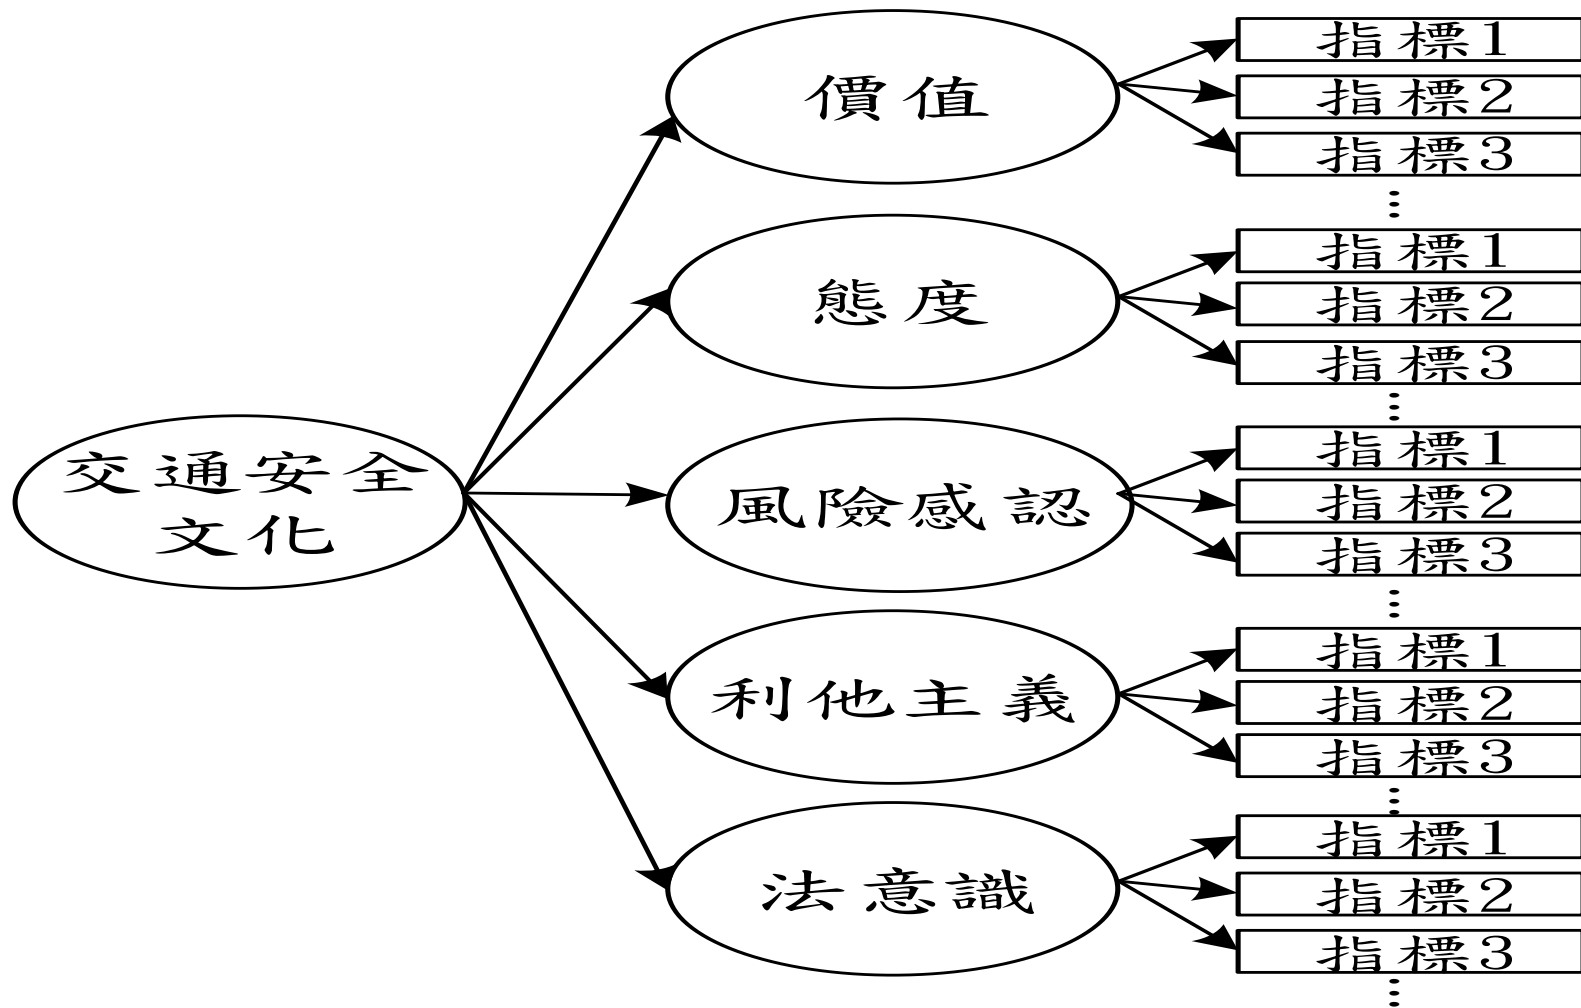 交通安全
文化
價值
指標1
指標2
指標3
⋮
態度
指標1
指標2
指標3
⋮
風險感認
指標1
指標2
指標3
⋮
利他主義
指標1
指標2
指標3
⋮
法意識
指標1
指標2
指標3
⋮